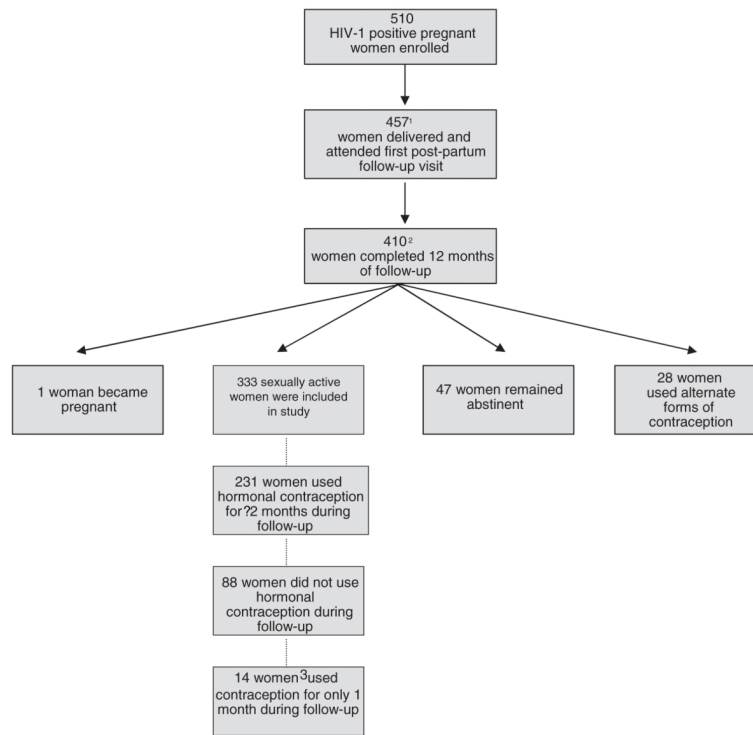 510
HIV-1 positive pregnant
women enrolled
457¹
women delivered and
attended first post-partum
follow-up visit
410²
women completed 12 months
of follow-up
1 woman became
pregnant
333 sexually active
women were included
in study
47 women remained
abstinent
28 women
used alternate
forms of
contraception
231 women used
hormonal contraception
for?2 months during
follow-up
88 women did not use
hormonal
contraception during
follow-up
14 women³used
contraception for only 1
month during follow-up